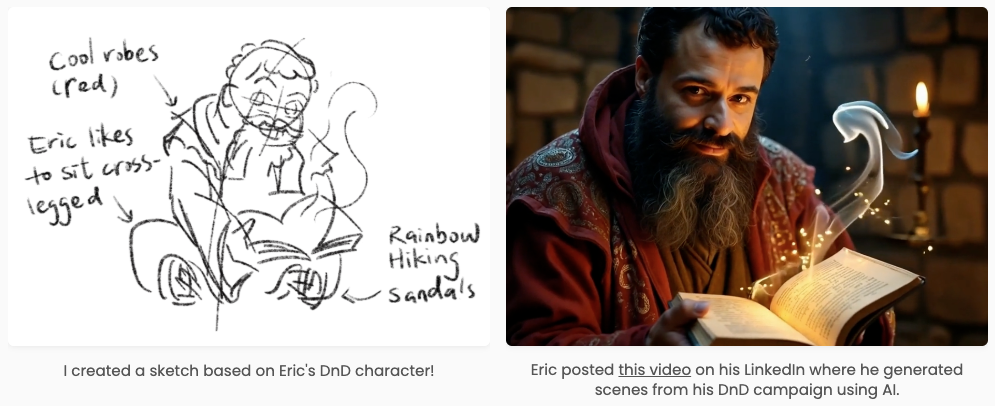 Cool robes
(red)
Eric likes
to sit cross-
legged
Rainbow
Hiking
Sandals
I created a sketch based on Eric's DnD character!
Eric posted this video on his LinkedIn where he generated
scenes from his DnD campaign using AI.